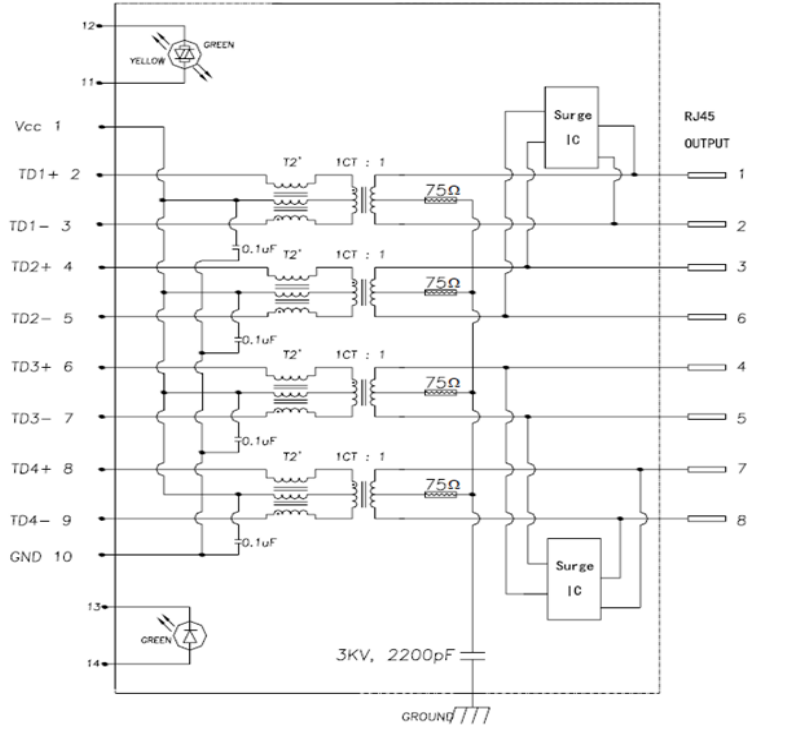 12
GREEN
YELLOW
11
Surge
IC
RJ45
OUTPUT
Vcc 1
TD1+ 2
T2'
1CT : 1
75Ω
1
TD1- 3
0.1uF
2
TD2+ 4
T2'
1CT : 1
75Ω
3
TD2- 5
0.1uF
6
TD3+ 6
T2'
1CT : 1
75Ω
4
TD3- 7
0.1uF
5
TD4+ 8
T2'
1CT : 1
75Ω
7
TD4- 9
0.1uF
8
GND 10
Surge
IC
13
GREEN
14
3KV, 2200pF
GROUND